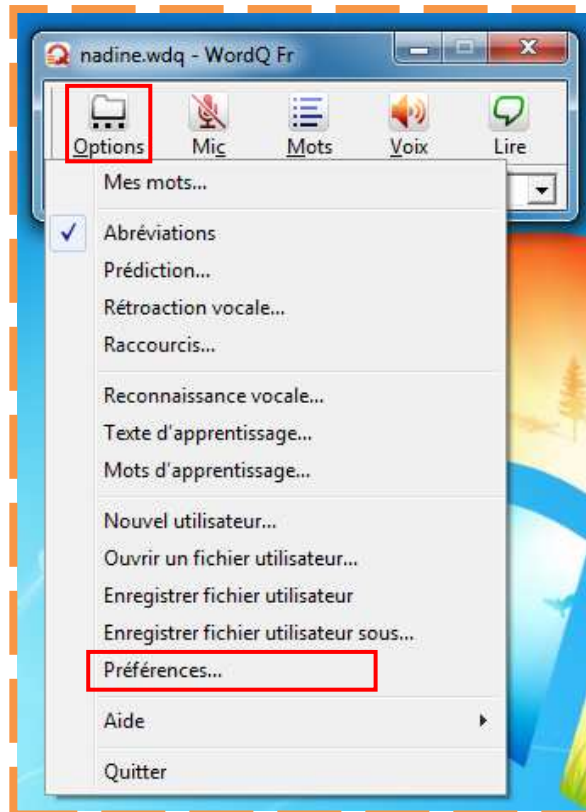 nadine.wdq - WordQ Fr
Options Mic Mots Voix Lire
Mes mots...
Abréviations
Prédiction...
Rétroaction vocale...
Raccourcis...
Reconnaissance vocale...
Texte d'apprentissage...
Mots d'apprentissage...
Nouvel utilisateur...
Ouvrir un fichier utilisateur...
Enregistrer fichier utilisateur
Enregistrer fichier utilisateur sous...
Préférences...
Aide
Quitter